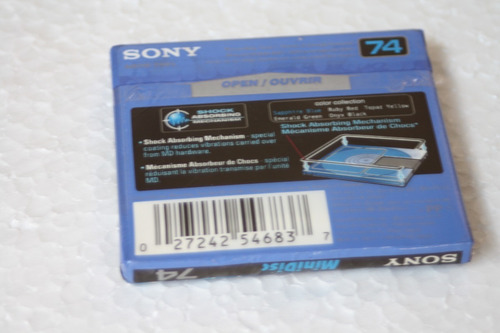 SONY
74
OPEN / OUVRIR
SHOCK
ABSORBING
MECHANISM
color collection
Sapphire Blue Ruby Red Topaz Yellow
Emerald Green Onyx Black
Shock Absorbing Mechanism
Mécanisme Absorbeur de Chocs
• Shock Absorbing Mechanism - special
coating reduces vibrations carried over
from MD hardware.
• Mécanisme Absorbeur de Chocs - spécial
réduisant la vibration transmise par l'unité
MD.
0 27242 54683 7
74 MiniDisc SONY